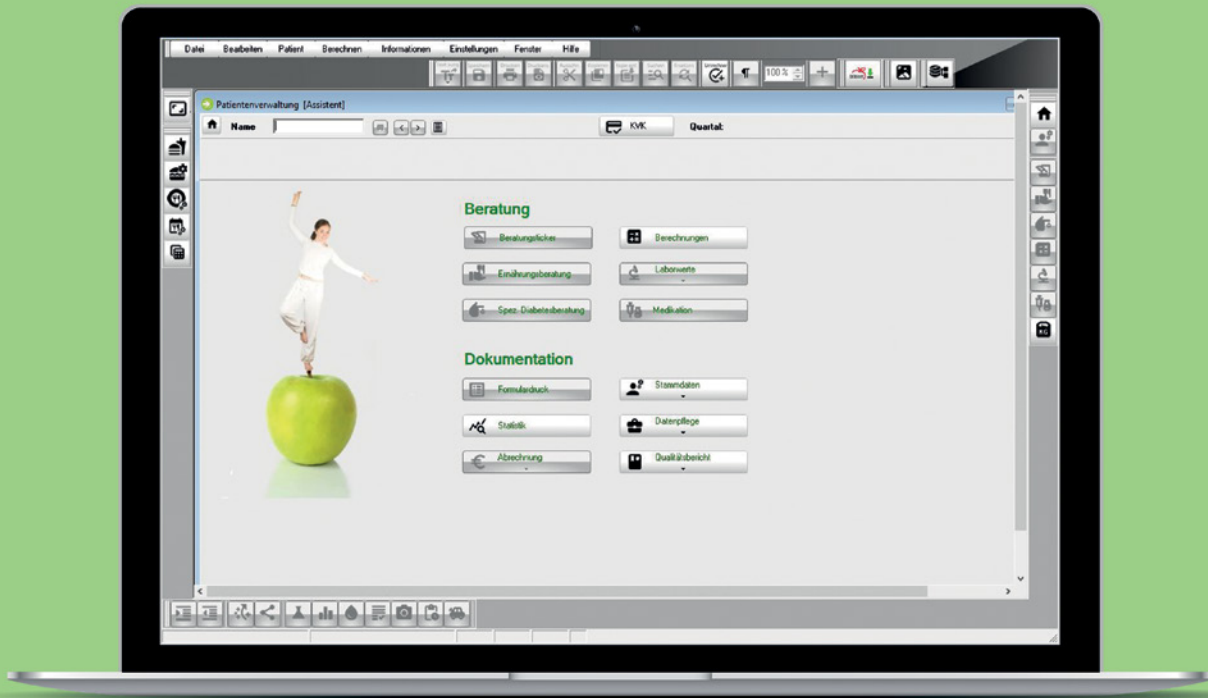 Datei Bearbeiten Patient Berechnen Informationen Einstellungen Fenster Hilfe
100 %
Patientenverwaltung [Assistent]
Name KVK Quartal:
Beratung
Beratungsticker Berechnungen
Ernährungsberatung Laborwerte
Spez. Diabetesberatung Medikation
Dokumentation
Formulardruck Stammdaten
Statistik Datenpflege
Abrechnung Qualitätsbericht
KG